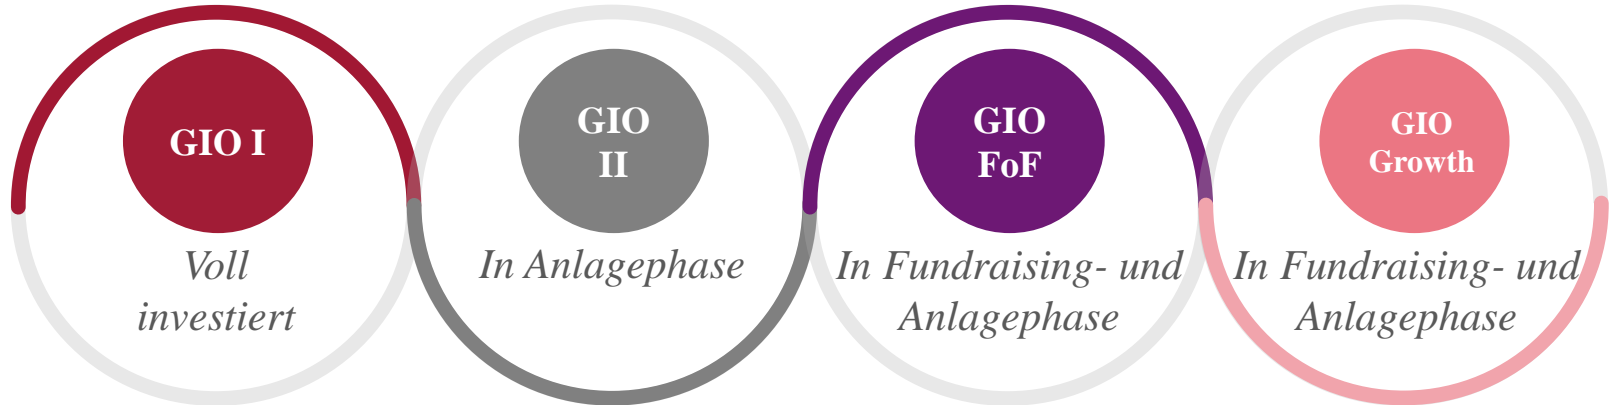 GIO I
Voll
investiert
GIO
II
In Anlagephase
GIO
FoF
In Fundraising- und
Anlagephase
GIO
Growth
In Fundraising- und
Anlagephase